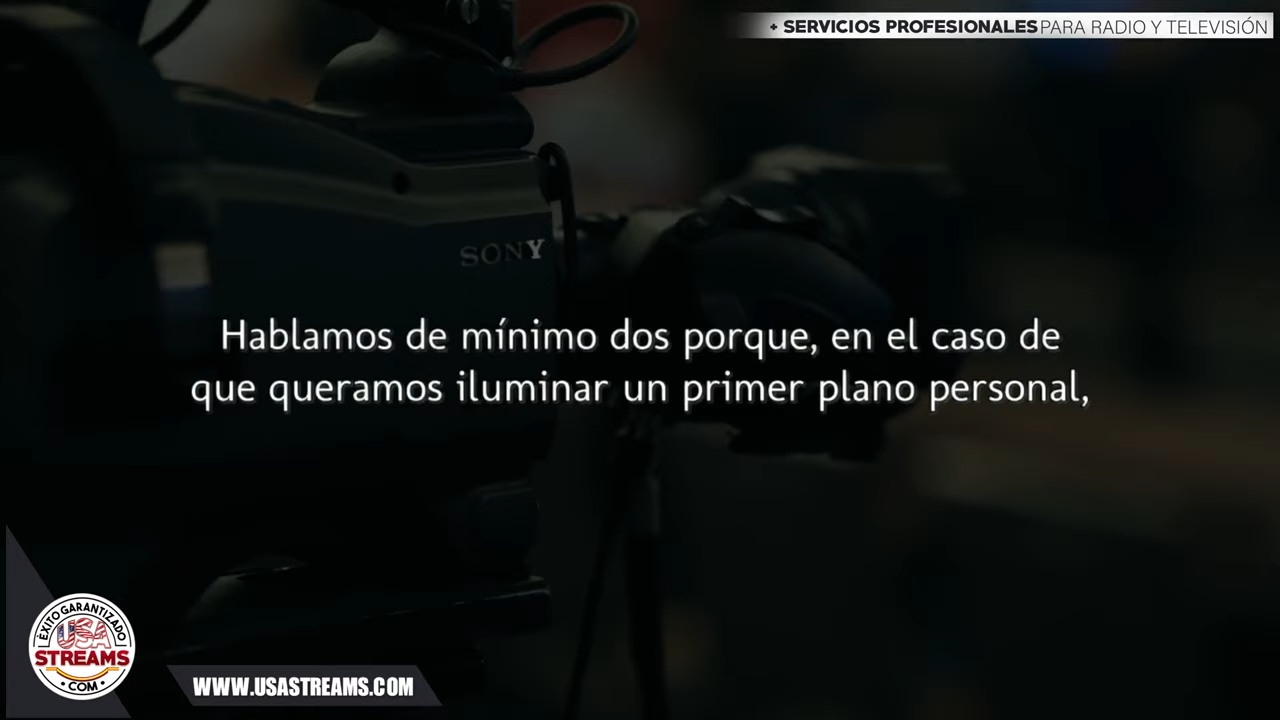 + SERVICIOS PROFESIONALES PARA RADIO Y TELEVISIÓN
SONY
Hablamos de mínimo dos porque, en el caso de
que queramos iluminar un primer plano personal,
ÉXITO GARANTIZADO
USA
STREAMS
.COM.
WWW.USASTREAMS.COM